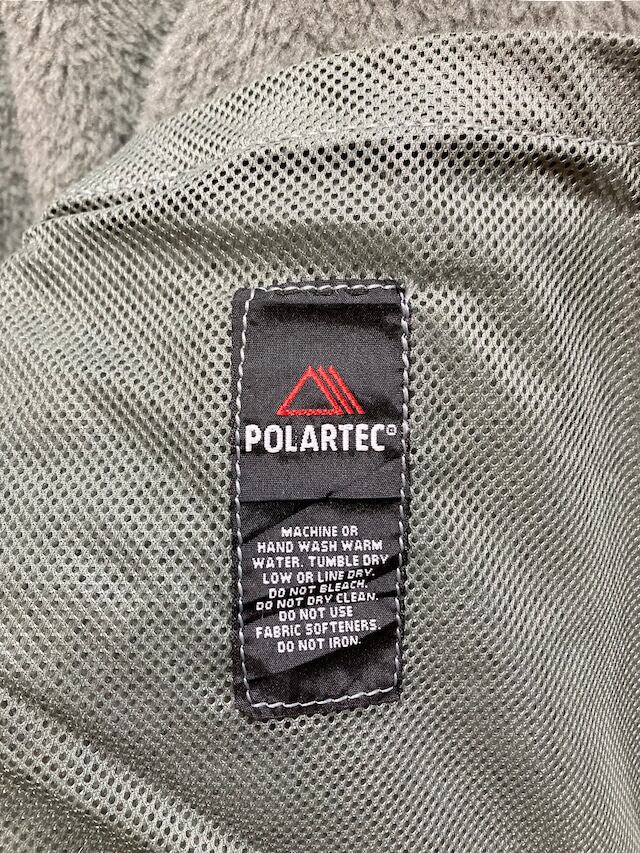 POLARTEC®
MACHINE OR
HAND WASH WARM
WATER. TUMBLE DRY
LOW OR LINE DRY.
DO NOT BLEACH.
DO NOT DRY CLEAN.
DO NOT USE
FABRIC SOFTENERS.
DO NOT IRON.